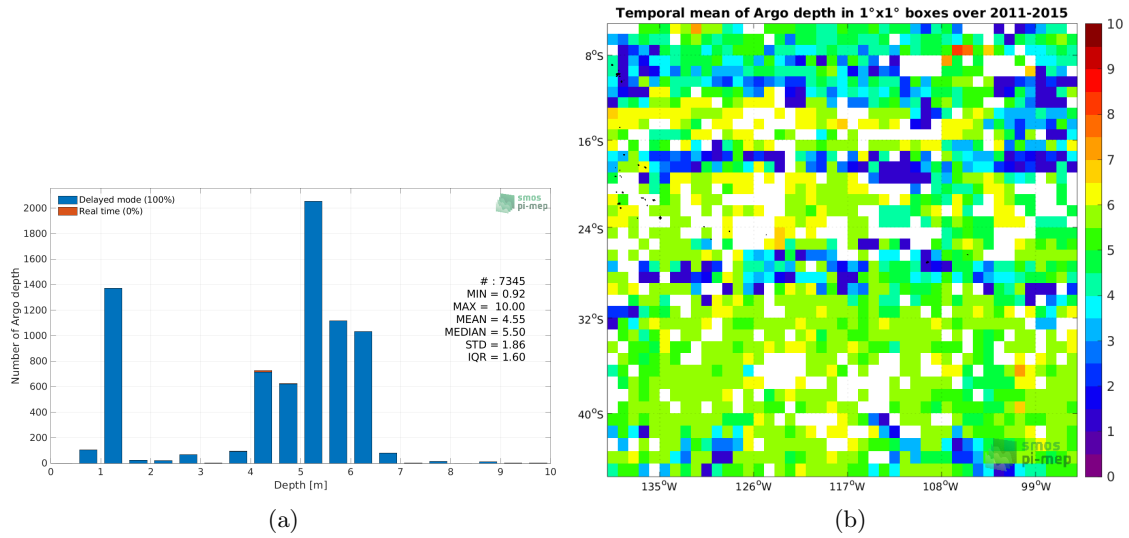 Delayed mode (100%)
Real time (0%)
smos
pi-mep
Number of Argo depth
2000
1800
1600
1400
1200
1000
800
600
400
200
0
# : 7345
MIN = 0.92
MAX = 10.00
MEAN = 4.55
MEDIAN = 5.50
STD = 1.86
IQR = 1.60
0 1 2 3 4 5 6 7 8 9 10
Depth [m]
(a)
Temporal mean of Argo depth in 1°x1° boxes over 2011-2015
8°S
16°S
24°S
32°S
40°S
135°W 126°W 117°W 108°W 99°W
10
9
8
7
6
5
4
3
2
1
0
smos
pi-mep
(b)